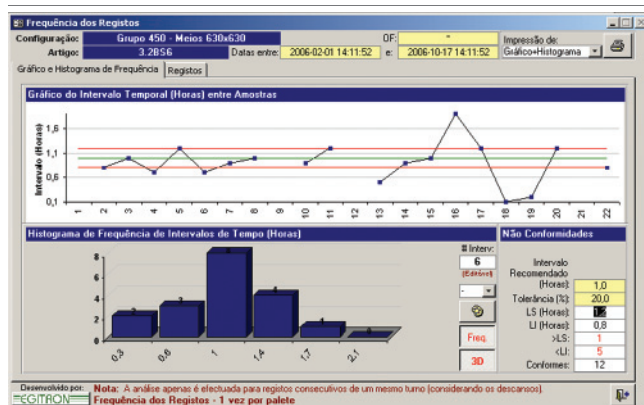 Frequência dos Registos
Configuração: Grupo 450 - Meios 630x630 OF: * Impressão de:
Artigo: 3.2BS6 Datas entre: 2006-02-01 14:11:52 e: 2006-10-17 14:11:52 Gráfico+Histograma
Gráfico e Histograma de Frequência Registos
Gráfico do Intervalo Temporal (Horas) entre Amostras
Intervalo (Horas)
1,6
1,1
0,6
0,1
1 2 3 4 5 6 7 8 9 10 11 12 13 14 15 16 17 18 19 20 21 22
Histograma de Frequência de Intervalos de Tempo (Horas)
8
6
4
2
0
2 3 8 4 1 0
0,3 0,6 1 1,4 1,7 2,1
# Interv:
6
(Editável)
-
Freq.
3D
Não Conformidades
Intervalo
Recomendado
(Horas): 1,0
Tolerância (%): 20,0
LS (Horas): 1,2
LI (Horas): 0,8
>LS: 1
<LI: 5
Conformes: 12
Desenvolvido por:
EGITRON
Nota: A análise apenas é efectuada para registos consecutivos de um mesmo turno (considerando os descansos).
Frequência dos Registos - 1 vez por palete